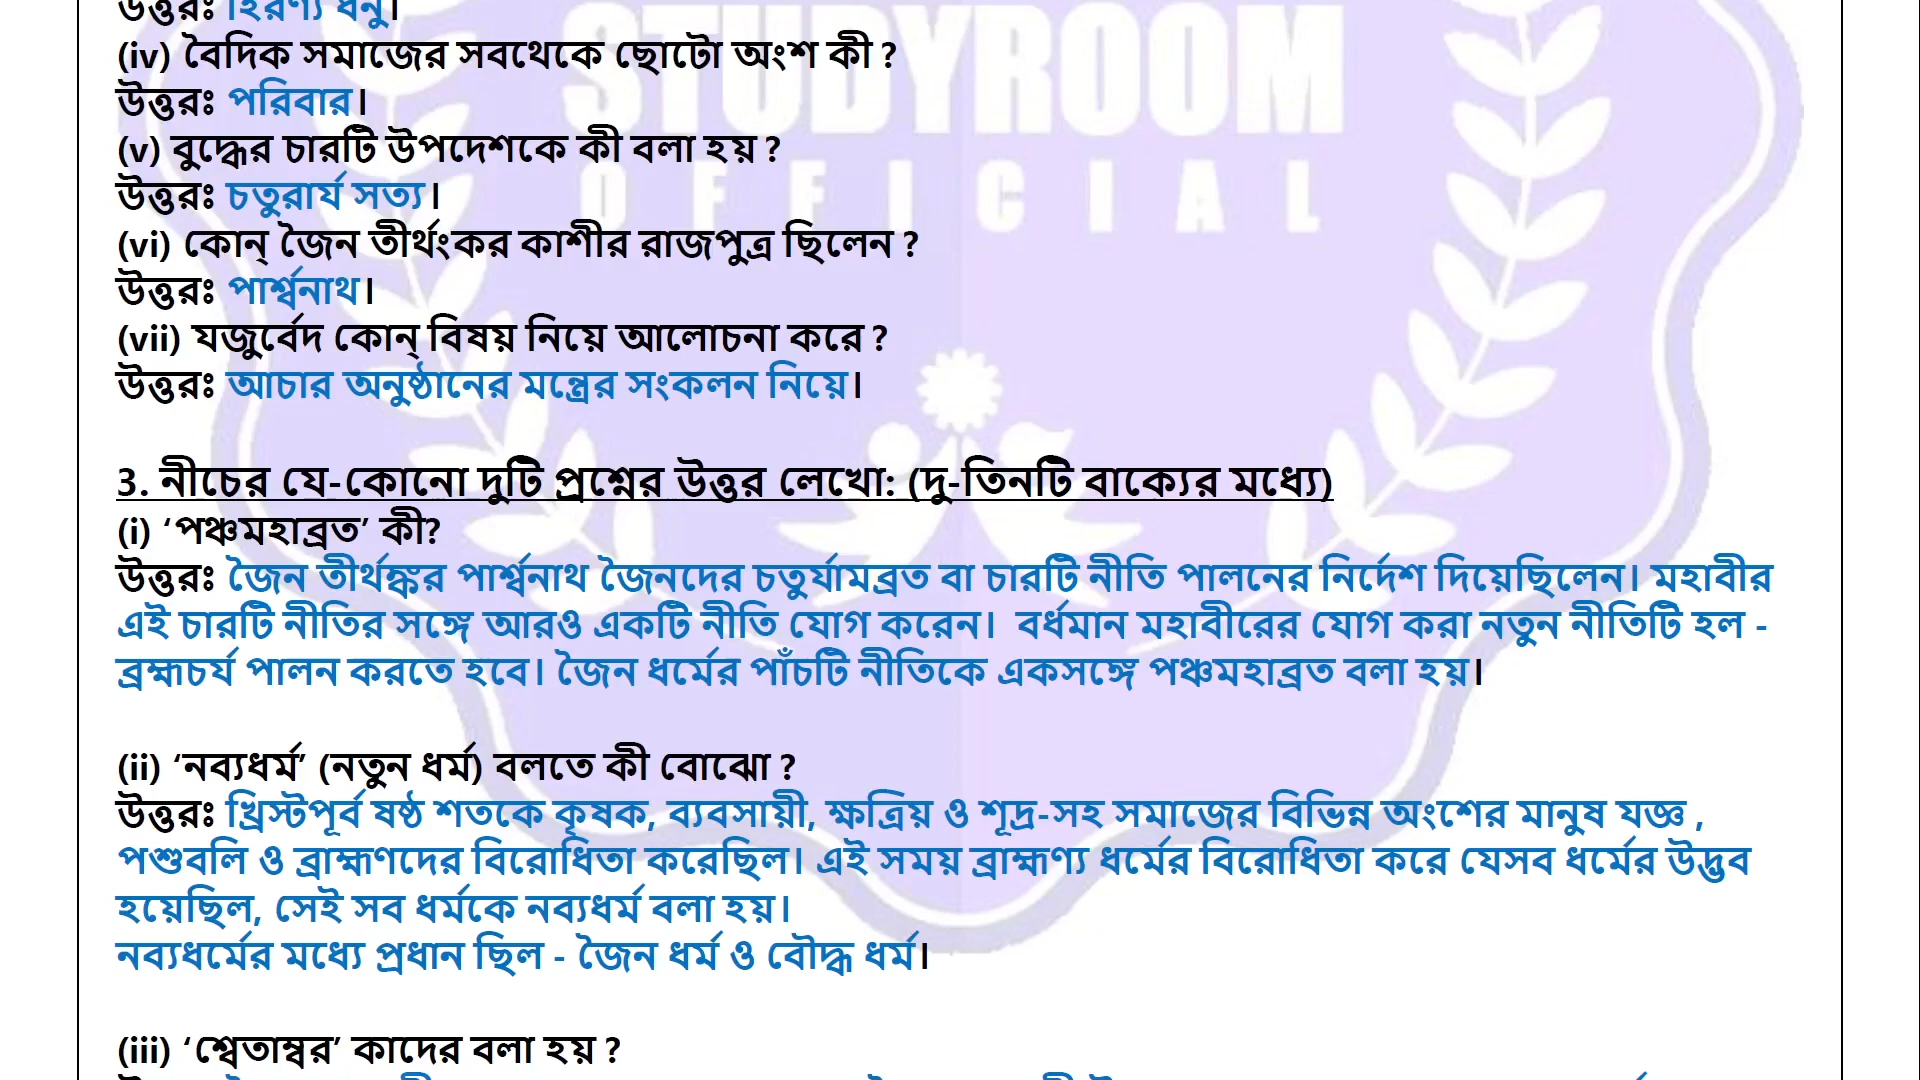 উত্তরঃ হিরণ্য ধনু।
(iv) বৈদিক সমাজের সবথেকে ছোটো অংশ কী ?
উত্তরঃ পরিবার।
(v) বুদ্ধের চারটি উপদেশকে কী বলা হয় ?
উত্তরঃ চতুরার্য সত্য।
(vi) কোন্ জৈন তীর্থংকর কাশীর রাজপুত্র ছিলেন ?
উত্তরঃ পার্শ্বনাথ।
(vii) যজুর্বেদ কোন্ বিষয় নিয়ে আলোচনা করে ?
উত্তরঃ আচার অনুষ্ঠানের মন্ত্রের সংকলন নিয়ে।
3. নীচের যে-কোনো দুটি প্রশ্নের উত্তর লেখো: (দু-তিনটি বাক্যের মধ্যে)
(i) ‘পঞ্চমহাব্রত’ কী?
উত্তরঃ জৈন তীর্থঙ্কর পার্শ্বনাথ জৈনদের চতুর্যামব্রত বা চারটি নীতি পালনের নির্দেশ দিয়েছিলেন। মহাবীর
এই চারটি নীতির সঙ্গে আরও একটি নীতি যোগ করেন। বর্ধমান মহাবীরের যোগ করা নতুন নীতিটি হল -
ব্রহ্মচর্য পালন করতে হবে। জৈন ধর্মের পাঁচটি নীতিকে একসঙ্গে পঞ্চমহাব্রত বলা হয়।
(ii) ‘নব্যধর্ম’ (নতুন ধর্ম) বলতে কী বোঝো ?
উত্তরঃ খ্রিস্টপূর্ব ষষ্ঠ শতকে কৃষক, ব্যবসায়ী, ক্ষত্রিয় ও শূদ্র-সহ সমাজের বিভিন্ন অংশের মানুষ যজ্ঞ ,
পশুবলি ও ব্রাহ্মণদের বিরোধিতা করেছিল। এই সময় ব্রাহ্মণ্য ধর্মের বিরোধিতা করে যেসব ধর্মের উদ্ভব
হয়েছিল, সেই সব ধর্মকে নব্যধর্ম বলা হয়।
নব্যধর্মের মধ্যে প্রধান ছিল - জৈন ধর্ম ও বৌদ্ধ ধর্ম।
(iii) ‘শ্বেতাম্বর’ কাদের বলা হয় ?
STUDYROOM
OFFICIAL